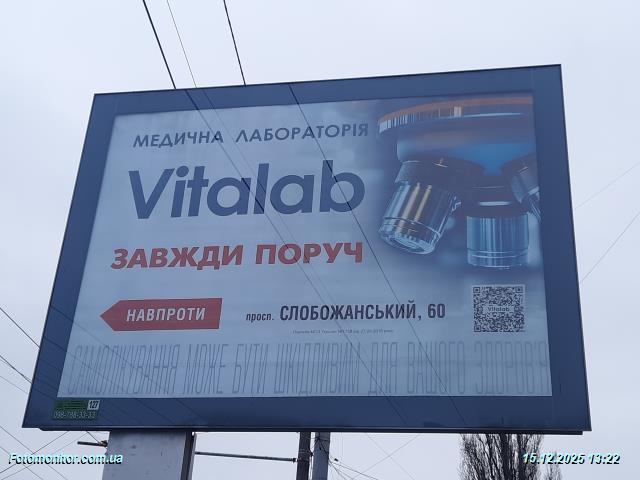 МЕДИЧНА ЛАБОРАТОРІЯ
Vitalab
ЗАВЖДИ ПОРУЧ
НАВПРОТИ
просп. СЛОБОЖАНСЬКИЙ, 60
Vitalab
САМОЛІКУВАННЯ МОЖЕ БУТИ ШКІДЛИВИМ ДЛЯ ВАШОГО ЗДОРОВ'Я
127
Fotomonitor.com.ua
15.12.2025 13:22